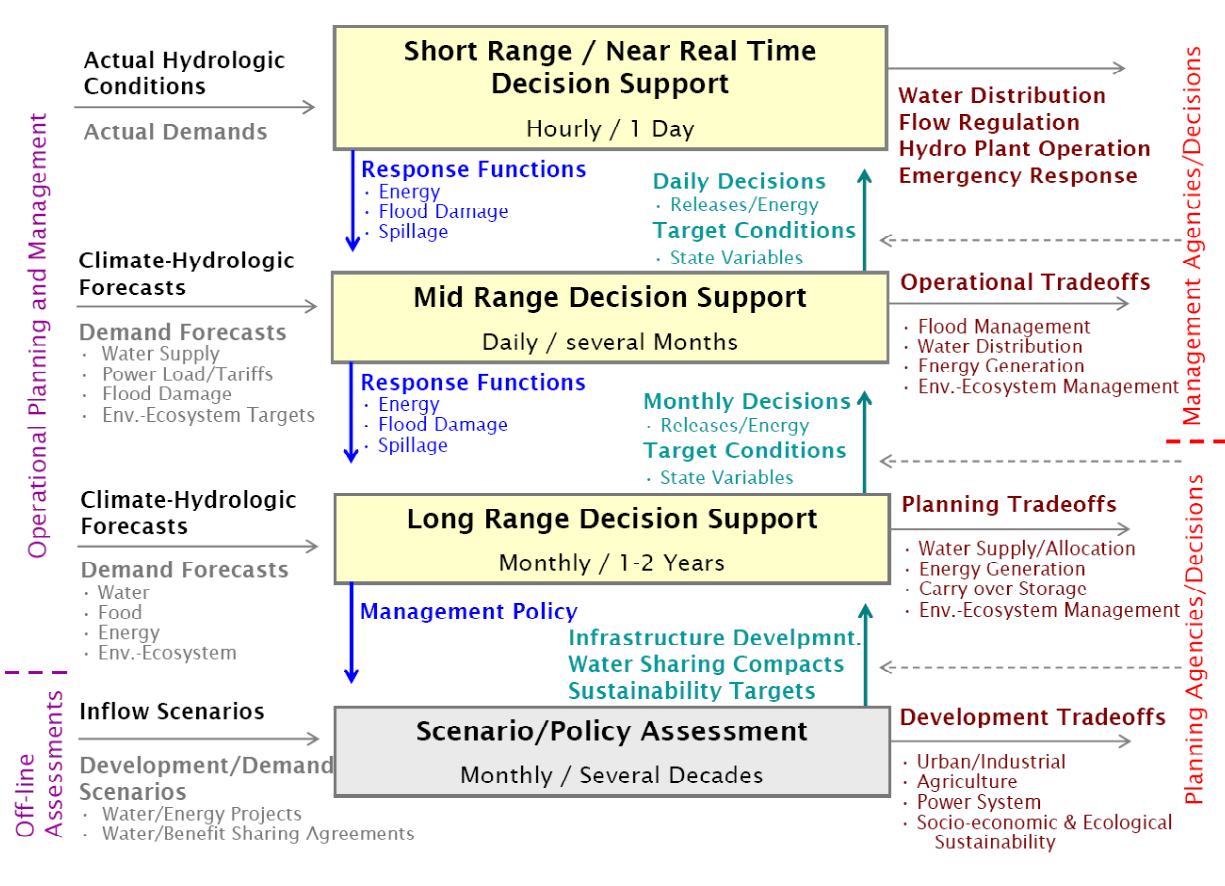 Short Range / Near Real Time
Decision Support
Hourly / 1 Day
Actual Hydrologic
Conditions
Actual Demands
Water Distribution
Flow Regulation
Hydro Plant Operation
Emergency Response
Response Functions
· Energy
· Flood Damage
· Spillage
Daily Decisions
· Releases/Energy
Target Conditions
· State Variables
Climate-Hydrologic
Forecasts
Demand Forecasts
· Water Supply
· Power Load/Tariffs
· Flood Damage
· Env.-Ecosystem Targets
Mid Range Decision Support
Daily / several Months
Operational Tradeoffs
· Flood Management
· Water Distribution
· Energy Generation
· Env.-Ecosystem Management
Response Functions
· Energy
· Flood Damage
· Spillage
Monthly Decisions
· Releases/Energy
Target Conditions
· State Variables
Climate-Hydrologic
Forecasts
Demand Forecasts
· Water
· Food
· Energy
· Env.-Ecosystem
Long Range Decision Support
Monthly / 1-2 Years
Planning Tradeoffs
· Water Supply/Allocation
· Energy Generation
· Carry over Storage
· Env.-Ecosystem Management
Management Policy
Infrastructure Develpmnt.
Water Sharing Compacts
Sustainability Targets
Inflow Scenarios
Development/Demand
Scenarios
· Water/Energy Projects
· Water/Benefit Sharing Agreements
Scenario/Policy Assessment
Monthly / Several Decades
Development Tradeoffs
· Urban/Industrial
· Agriculture
· Power System
· Socio-economic & Ecological
Sustainability
Operational Planning and Management
Off-line
Assessments
Management Agencies/Decisions
Planning Agencies/Decisions